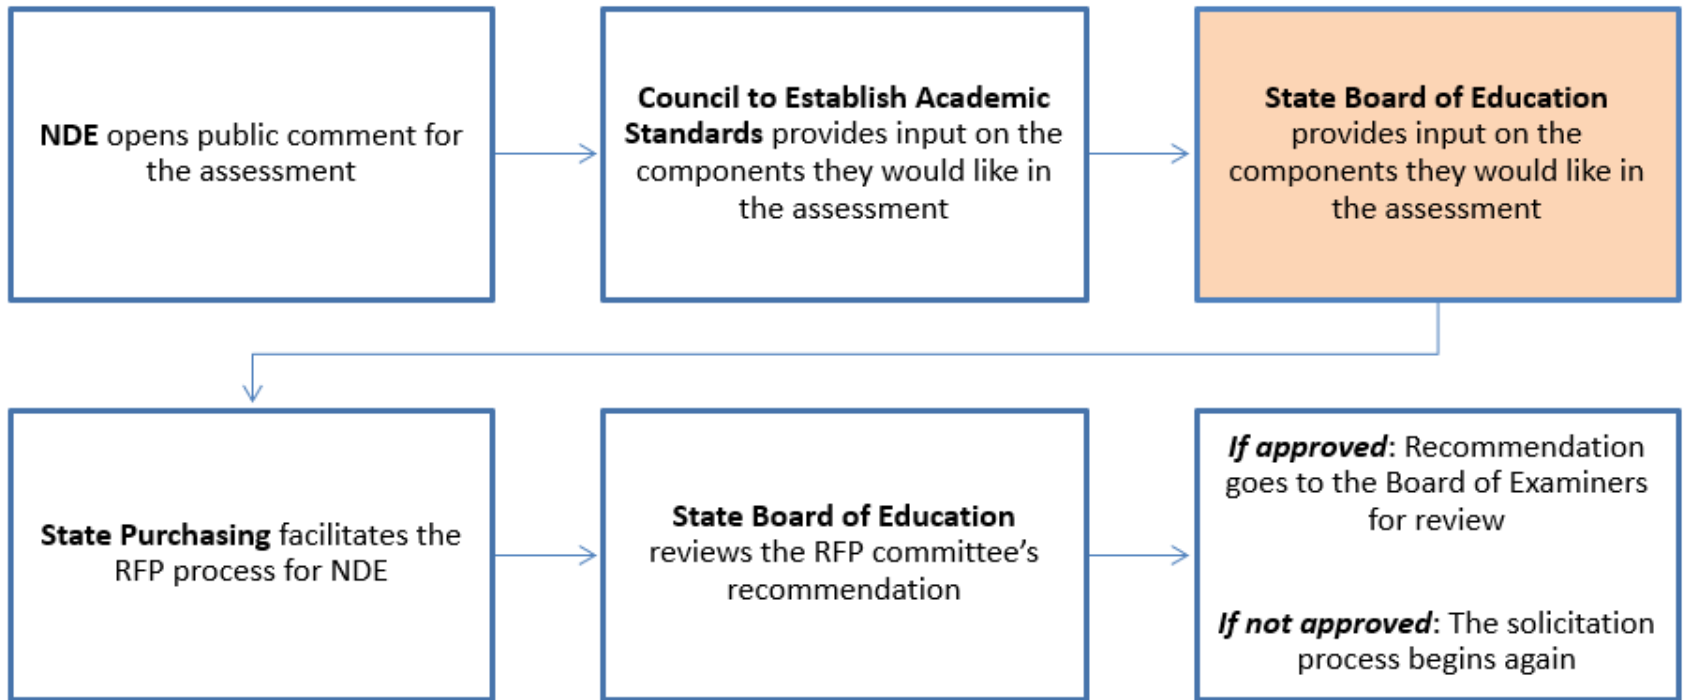 NDE opens public comment for
the assessment
Council to Establish Academic
Standards provides input on the
components they would like in
the assessment
State Board of Education
provides input on the
components they would like in
the assessment
State Purchasing facilitates the
RFP process for NDE
State Board of Education
reviews the RFP committee’s
recommendation
If approved: Recommendation
goes to the Board of Examiners
for review
If not approved: The solicitation
process begins again